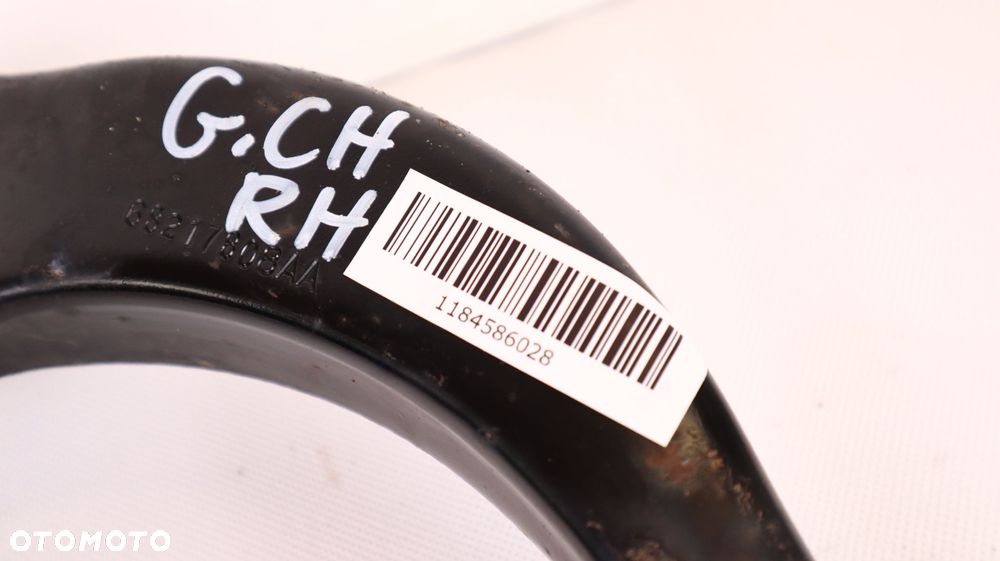 G.CH
RH
68217808AA
1184586028
OTOMOTO